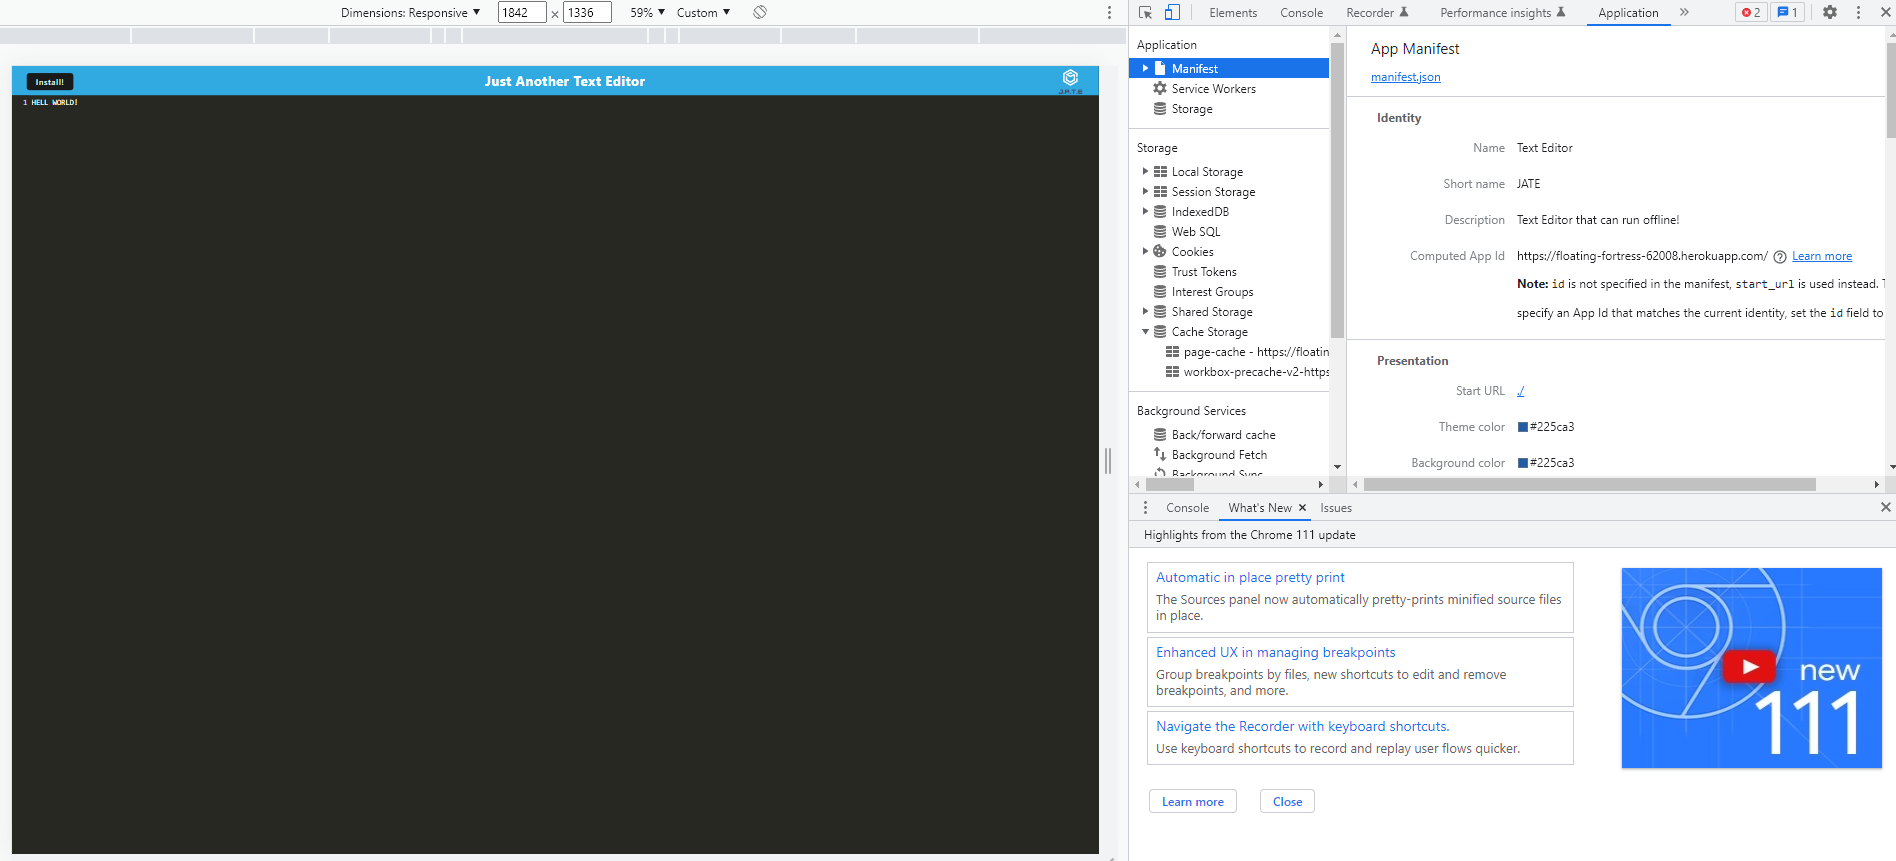 Dimensions: Responsive 1842 × 1336 59% Custom
Install! Just Another Text Editor J.A.T.E
1 HELL WORLD!
Elements Console Recorder Performance insights Application 2 1
Application
Manifest
Service Workers
Storage
Storage
Local Storage
Session Storage
IndexedDB
Web SQL
Cookies
Trust Tokens
Interest Groups
Shared Storage
Cache Storage
page-cache - https://floatin
workbox-precache-v2-https
Background Services
Back/forward cache
Background Fetch
Background Sync
App Manifest
manifest.json
Identity
Name Text Editor
Short name JATE
Description Text Editor that can run offline!
Computed App Id https://floating-fortress-62008.herokuapp.com/ ? Learn more
Note: id is not specified in the manifest, start_url is used instead.
specify an App Id that matches the current identity, set the id field to
Presentation
Start URL ./
Theme color #225ca3
Background color #225ca3
Console What's New Issues
Highlights from the Chrome 111 update
Automatic in place pretty print
The Sources panel now automatically pretty-prints minified source files
in place.
Enhanced UX in managing breakpoints
Group breakpoints by files, new shortcuts to edit and remove
breakpoints, and more.
Navigate the Recorder with keyboard shortcuts.
Use keyboard shortcuts to record and replay user flows quicker.
Learn more Close
new
111